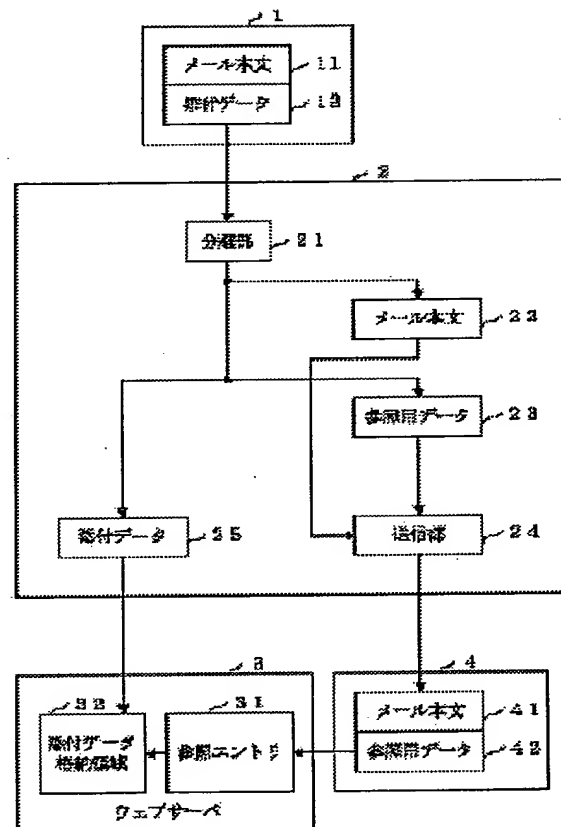 1
メール本文 11
添付データ 12
2
分離部 21
メール本文 22
参照用データ 23
添付データ 25
送信部 24
3
4
32
31
メール本文 41
添付データ
格納領域
参照エントリ
参照用データ 42
ウェブサーバ